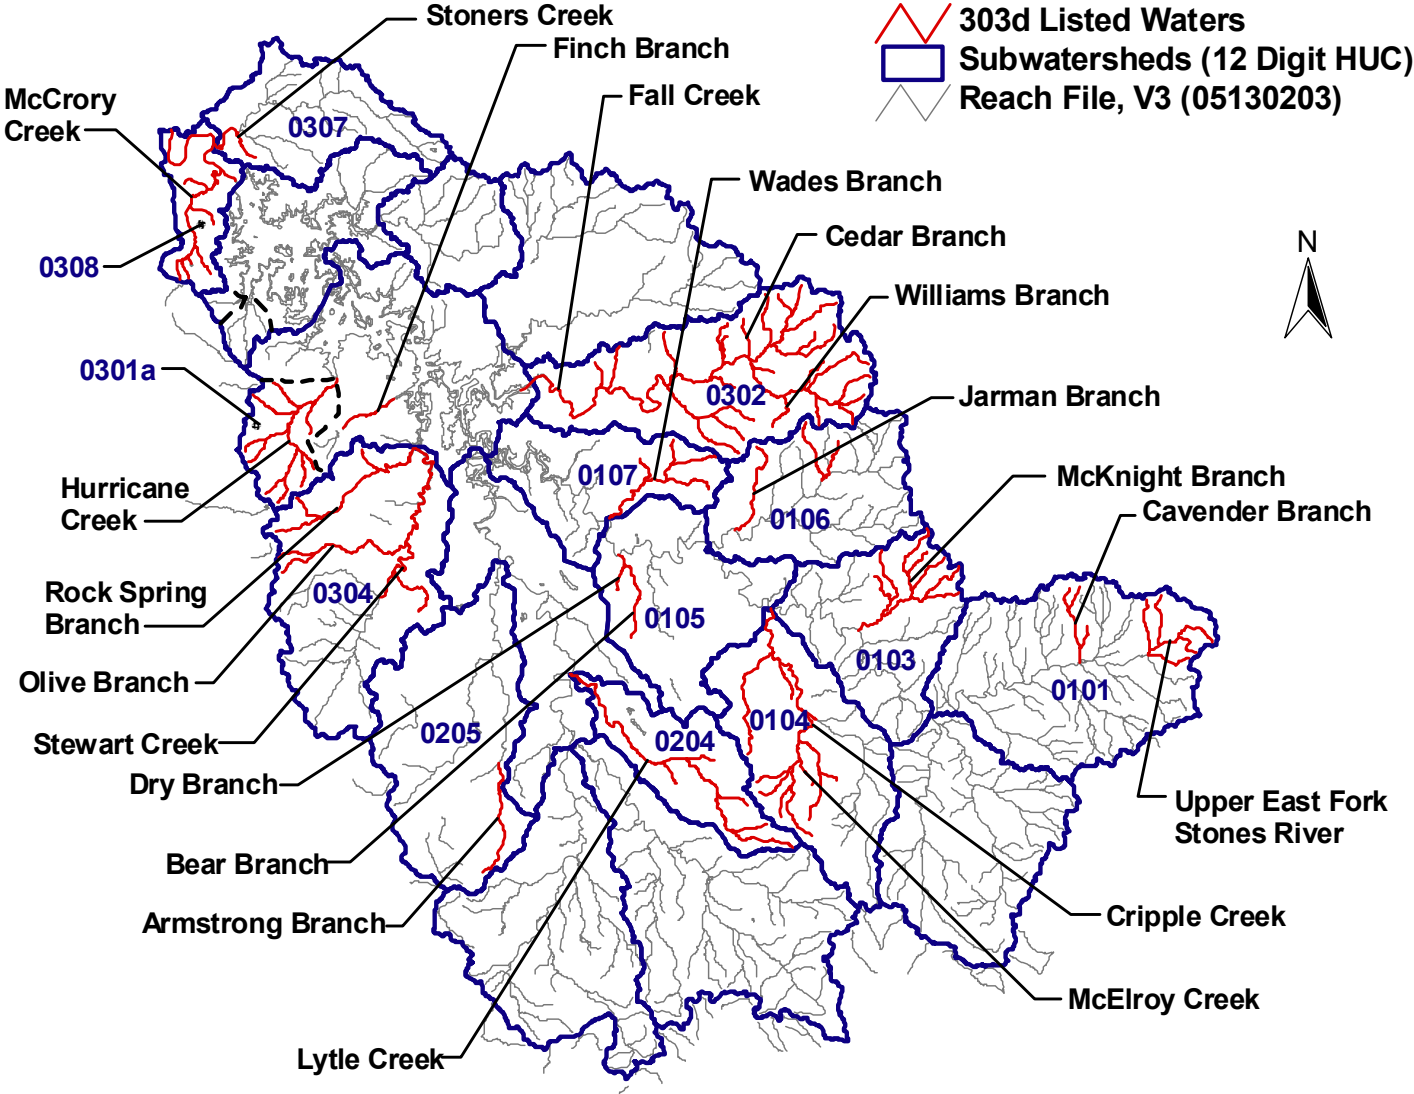 Stoners Creek
303d Listed Waters
Finch Branch
Subwatersheds (12 Digit HUC)
Fall Creek
Reach File, V3 (05130203)
McCrory
Creek
0307
Wades Branch
Cedar Branch
N
0308
Williams Branch
0301a
0302
Jarman Branch
0107
McKnight Branch
Hurricane
Creek
0106
Cavender Branch
Rock Spring
Branch
0304
0105
0103
Olive Branch
0101
0104
Stewart Creek
0205
0204
Dry Branch
Upper East Fork
Stones River
Bear Branch
Armstrong Branch
Cripple Creek
McElroy Creek
Lytle Creek